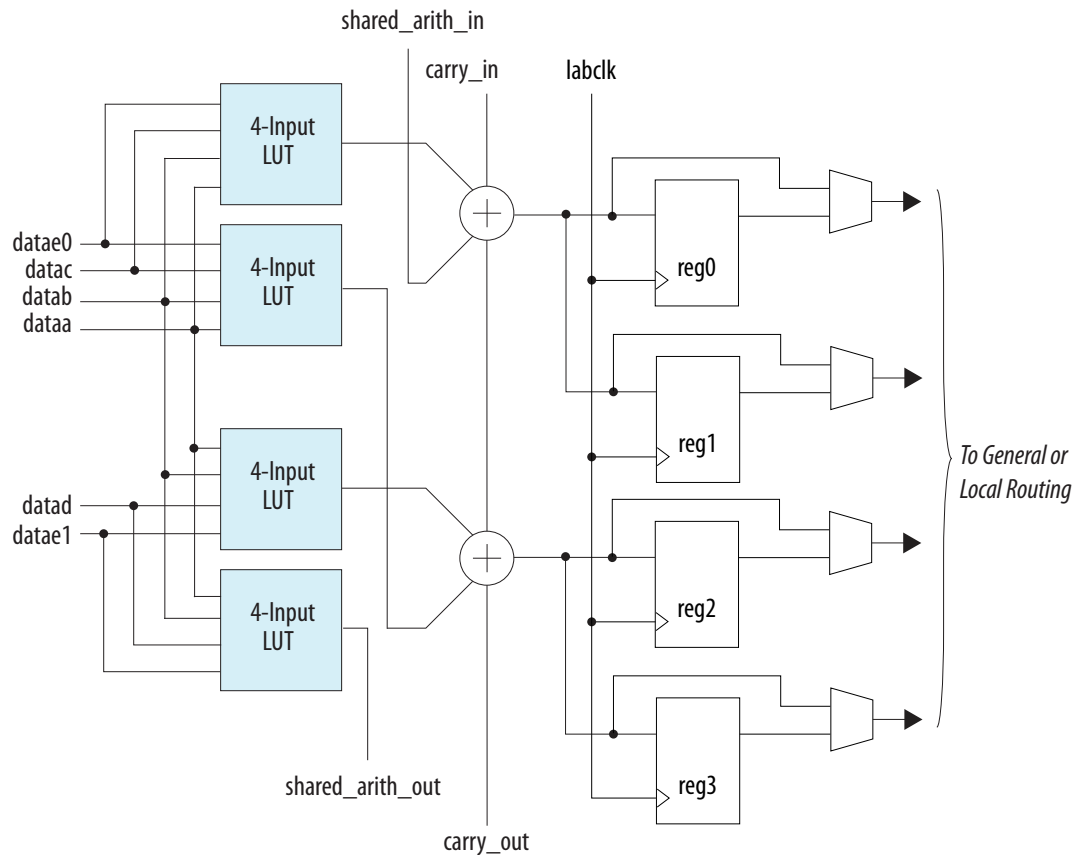 shared_arith_in
carry_in
labclk
4-Input
LUT
reg0
datae0
datac
datab
dataa
4-Input
LUT
reg1
4-Input
LUT
To General or
Local Routing
datad
datae1
4-Input
LUT
reg2
shared_arith_out
reg3
carry_out